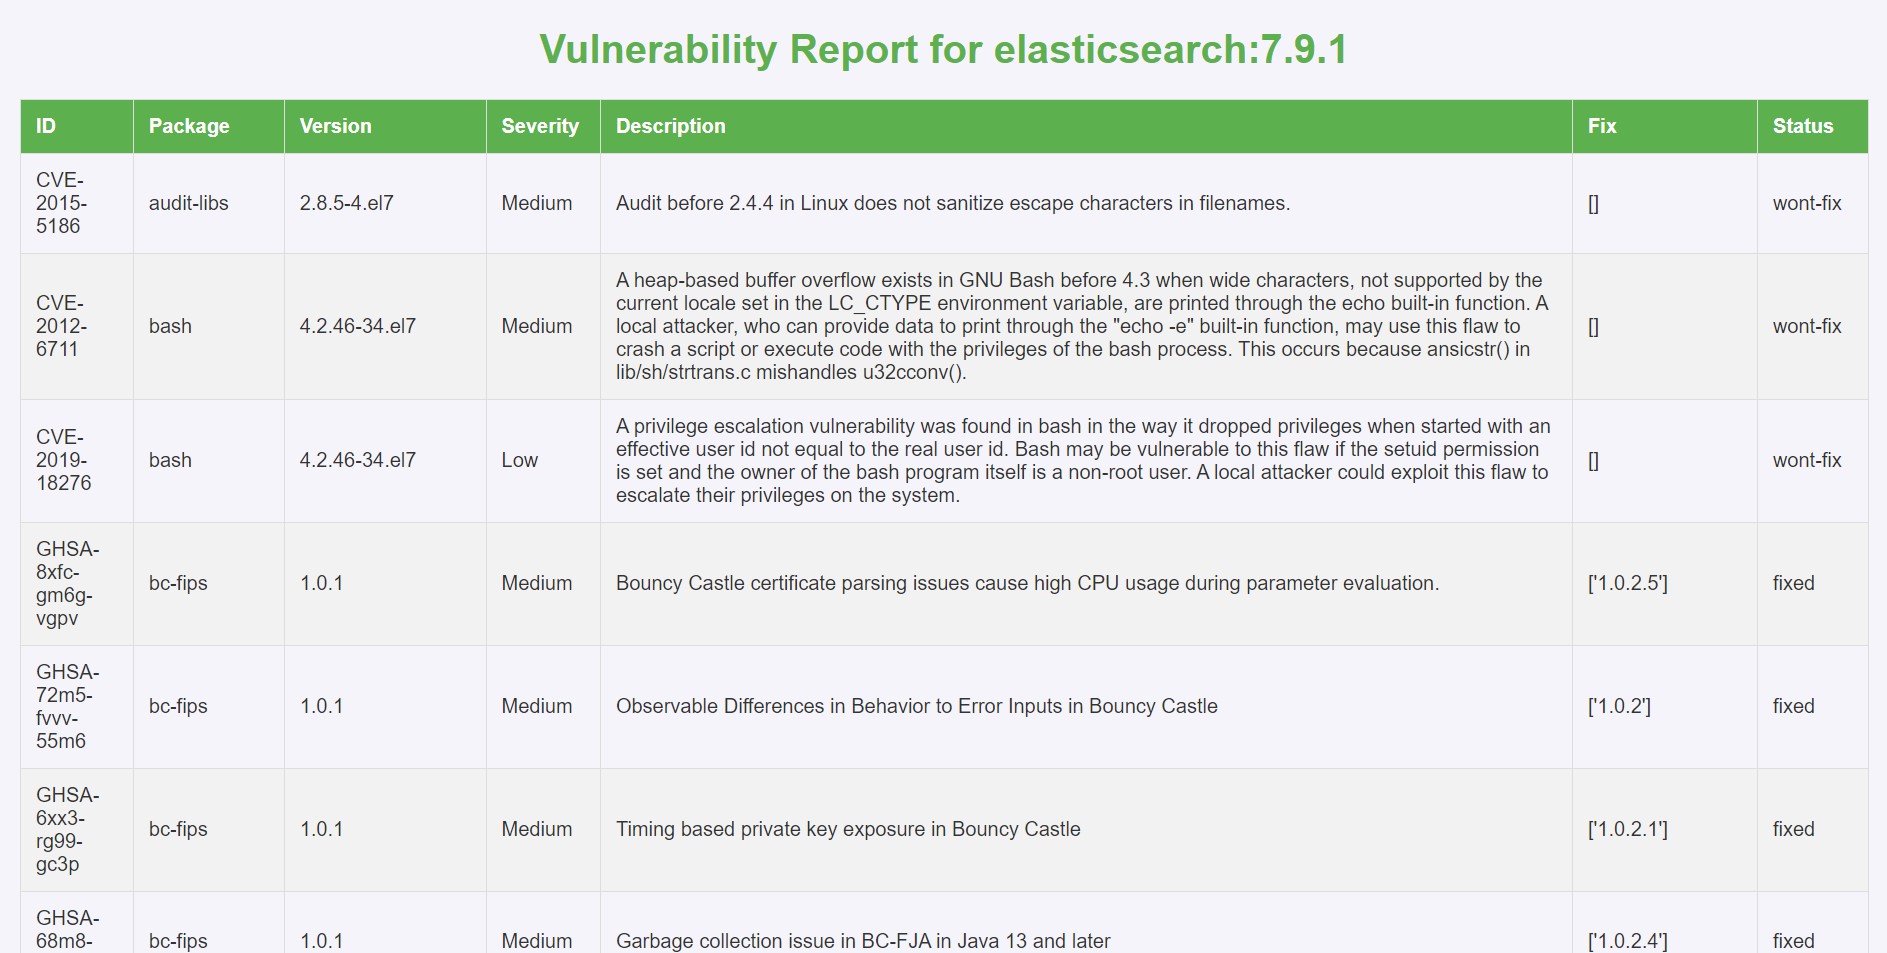 Vulnerability Report for elasticsearch:7.9.1
ID Package Version Severity Description Fix Status
CVE-
2015-
5186
audit-libs
2.8.5-4.el7
Medium
Audit before 2.4.4 in Linux does not sanitize escape characters in filenames.
[]
wont-fix
CVE-
2012-
6711
bash
4.2.46-34.el7
Medium
A heap-based buffer overflow exists in GNU Bash before 4.3 when wide characters, not supported by the
current locale set in the LC_CTYPE environment variable, are printed through the echo built-in function. A
local attacker, who can provide data to print through the "echo -e" built-in function, may use this flaw to
crash a script or execute code with the privileges of the bash process. This occurs because ansicstr() in
lib/sh/strtrans.c mishandles u32cconv().
[]
wont-fix
CVE-
2019-
18276
bash
4.2.46-34.el7
Low
A privilege escalation vulnerability was found in bash in the way it dropped privileges when started with an
effective user id not equal to the real user id. Bash may be vulnerable to this flaw if the setuid permission
is set and the owner of the bash program itself is a non-root user. A local attacker could exploit this flaw to
escalate their privileges on the system.
[]
wont-fix
GHSA-
8xfc-
gm6g-
vgpv
bc-fips
1.0.1
Medium
Bouncy Castle certificate parsing issues cause high CPU usage during parameter evaluation.
['1.0.2.5']
fixed
GHSA-
72m5-
fvvv-
55m6
bc-fips
1.0.1
Medium
Observable Differences in Behavior to Error Inputs in Bouncy Castle
['1.0.2']
fixed
GHSA-
6xx3-
rg99-
gc3p
bc-fips
1.0.1
Medium
Timing based private key exposure in Bouncy Castle
['1.0.2.1']
fixed
GHSA-
68m8-
bc-fips
1.0.1
Medium
Garbage collection issue in BC-FJA in Java 13 and later
['1.0.2.4']
fixed